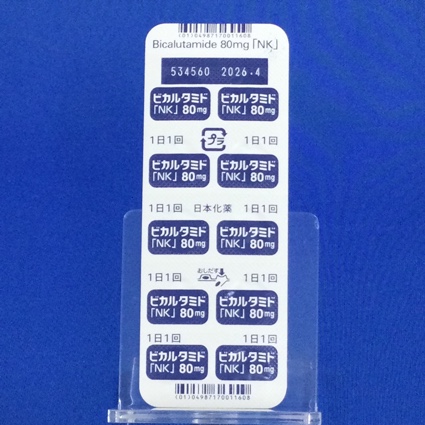 (01)04987170011608
Bicalutamide 80mg「NK」
534560 2026.4
ビカルタミド ビカルタミド
「NK」80mg 「NK」80mg
1日1回 プラ 1日1回
ビカルタミド ビカルタミド
「NK」80mg 「NK」80mg
1日1回 日本化薬 1日1回
ビカルタミド ビカルタミド
「NK」80mg 「NK」80mg
1日1回 おしだす 1日1回
ビカルタミド ビカルタミド
「NK」80mg 「NK」80mg
1日1回 1日1回
ビカルタミド ビカルタミド
「NK」80mg 「NK」80mg
(01)04987170011608